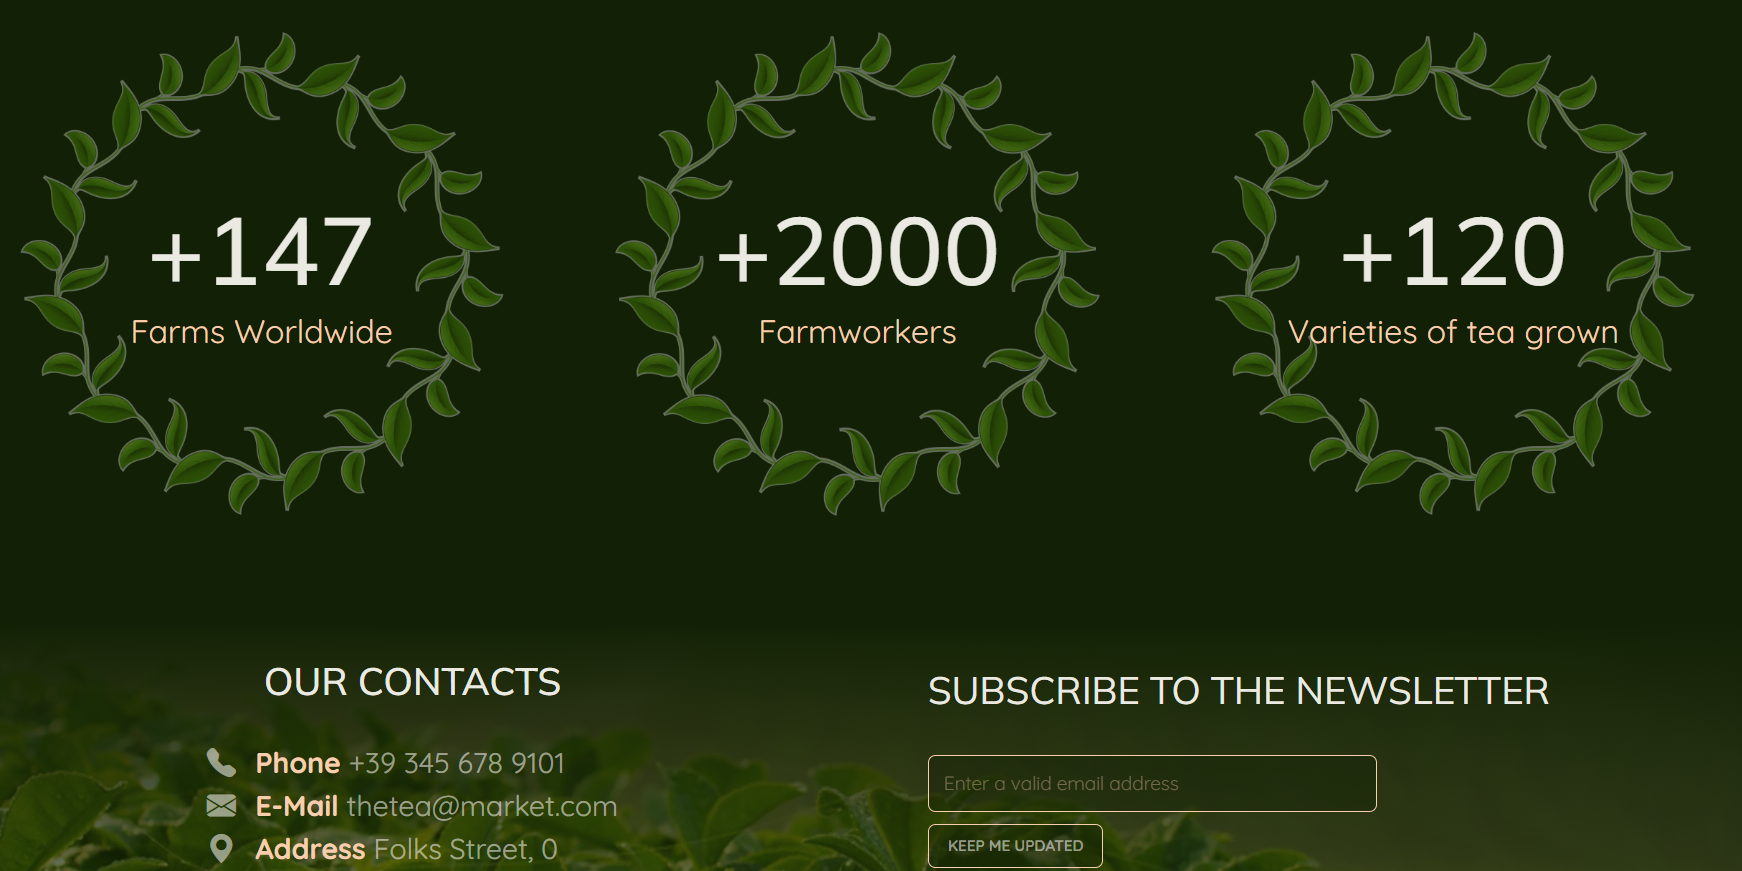 +147
Farms Worldwide
+2000
Farmworkers
+120
Varieties of tea grown
OUR CONTACTS
Phone +39 345 678 9101
E-Mail thetea@market.com
Address Folks Street, 0
SUBSCRIBE TO THE NEWSLETTER
Enter a valid email address
KEEP ME UPDATED